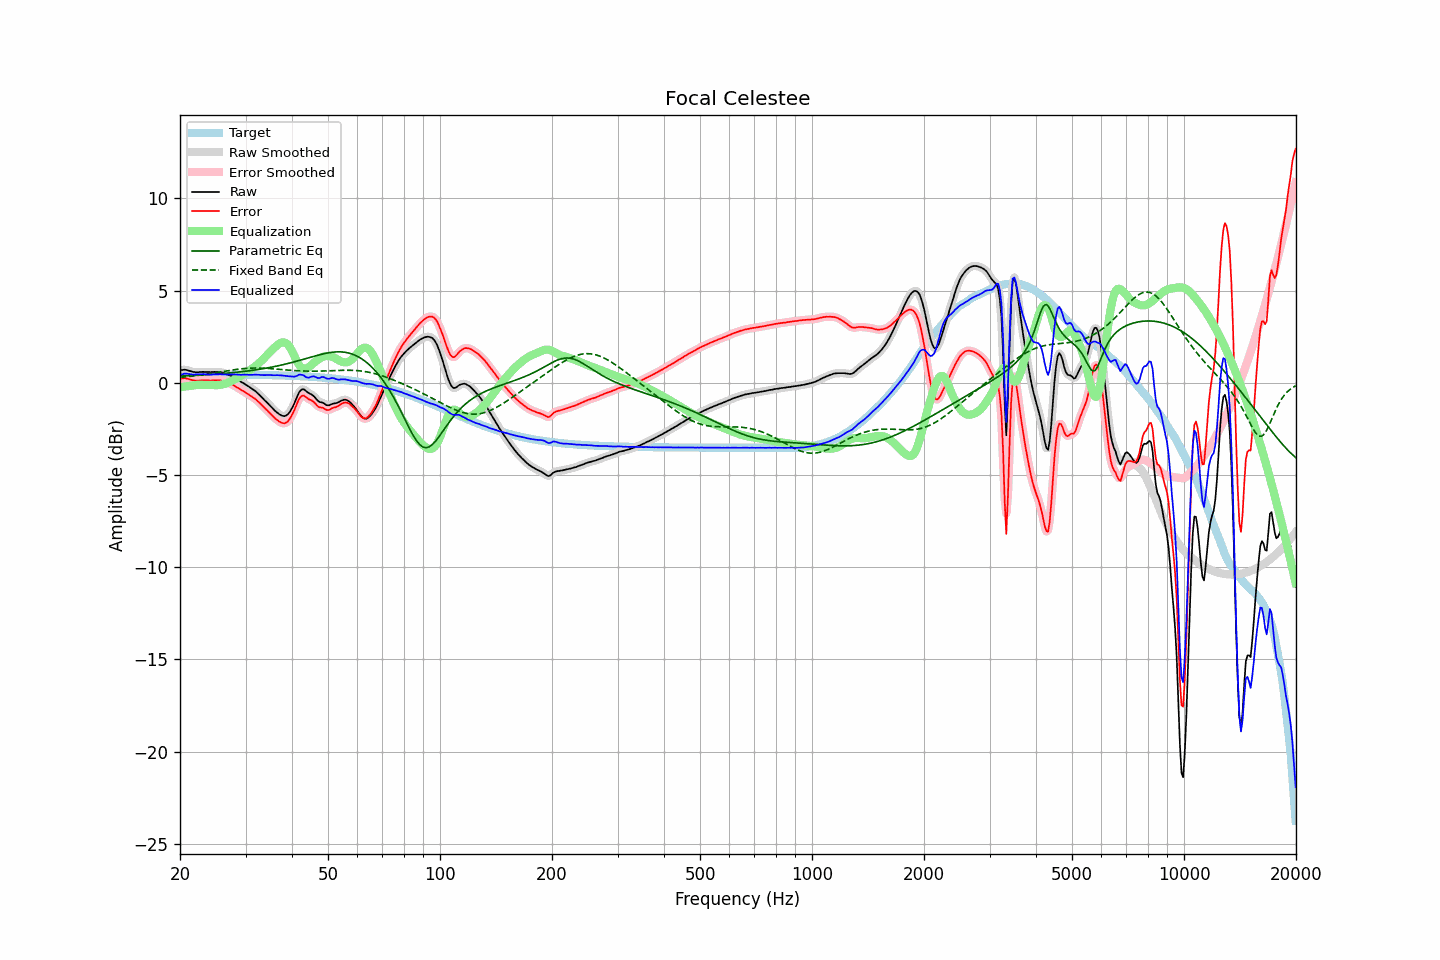 Focal Celestee
Target
Raw Smoothed
Error Smoothed
Raw
Error
Equalization
Parametric Eq
Fixed Band Eq
Equalized
10
5
0
−5
−10
−15
−20
−25
Amplitude (dBr)
20 50 100 200 500 1000 2000 5000 10000 20000
Frequency (Hz)